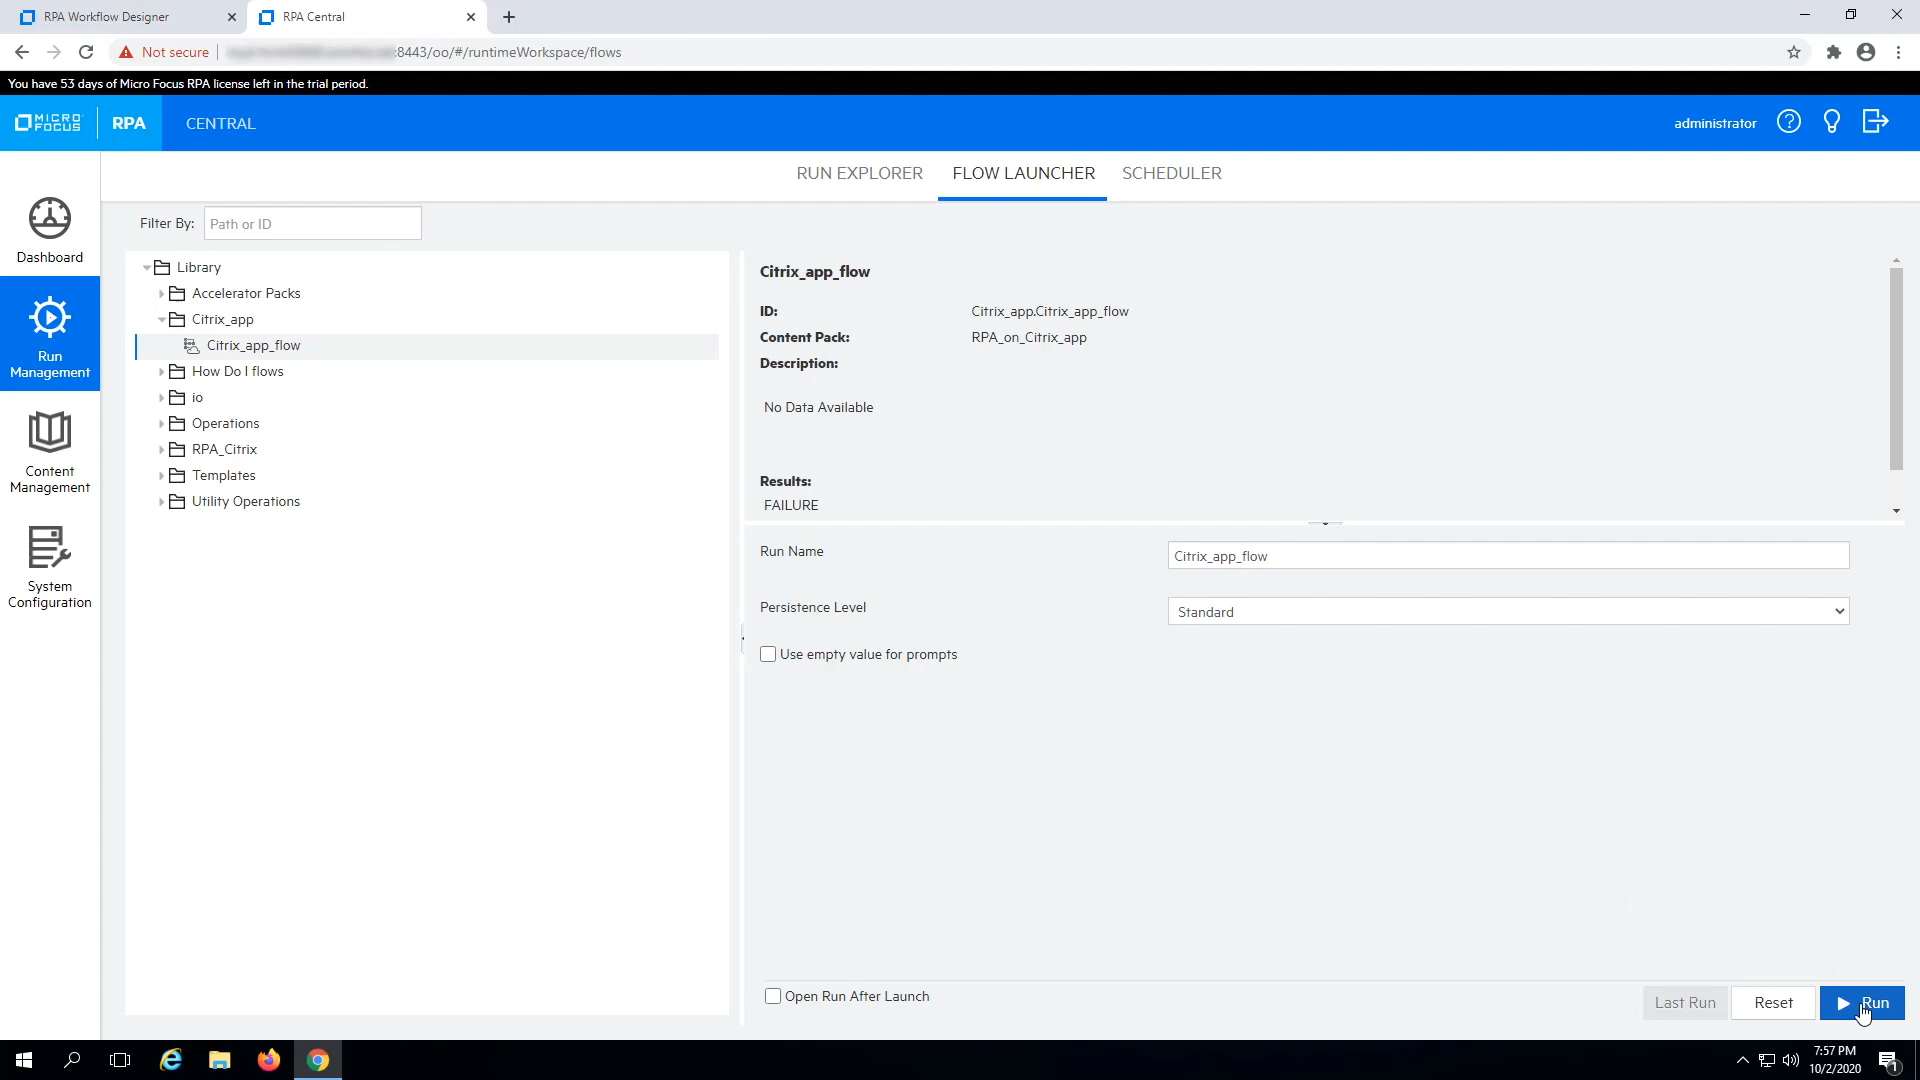 RPA Workflow Designer
RPA Central
Not secure
:8443/oo/#/runtimeWorkspace/flows
You have 53 days of Micro Focus RPA license left in the trial period.
MICRO FOCUS
RPA
CENTRAL
administrator
RUN EXPLORER
FLOW LAUNCHER
SCHEDULER
Dashboard
Run
Management
Content
Management
System
Configuration
Filter By:
Path or ID
Library
Accelerator Packs
Citrix_app
Citrix_app_flow
How Do I flows
io
Operations
RPA_Citrix
Templates
Utility Operations
Citrix_app_flow
ID:
Citrix_app.Citrix_app_flow
Content Pack:
RPA_on_Citrix_app
Description:
No Data Available
Results:
FAILURE
Run Name
Citrix_app_flow
Persistence Level
Standard
Use empty value for prompts
Open Run After Launch
Last Run
Reset
Run
7:57 PM
10/2/2020
1